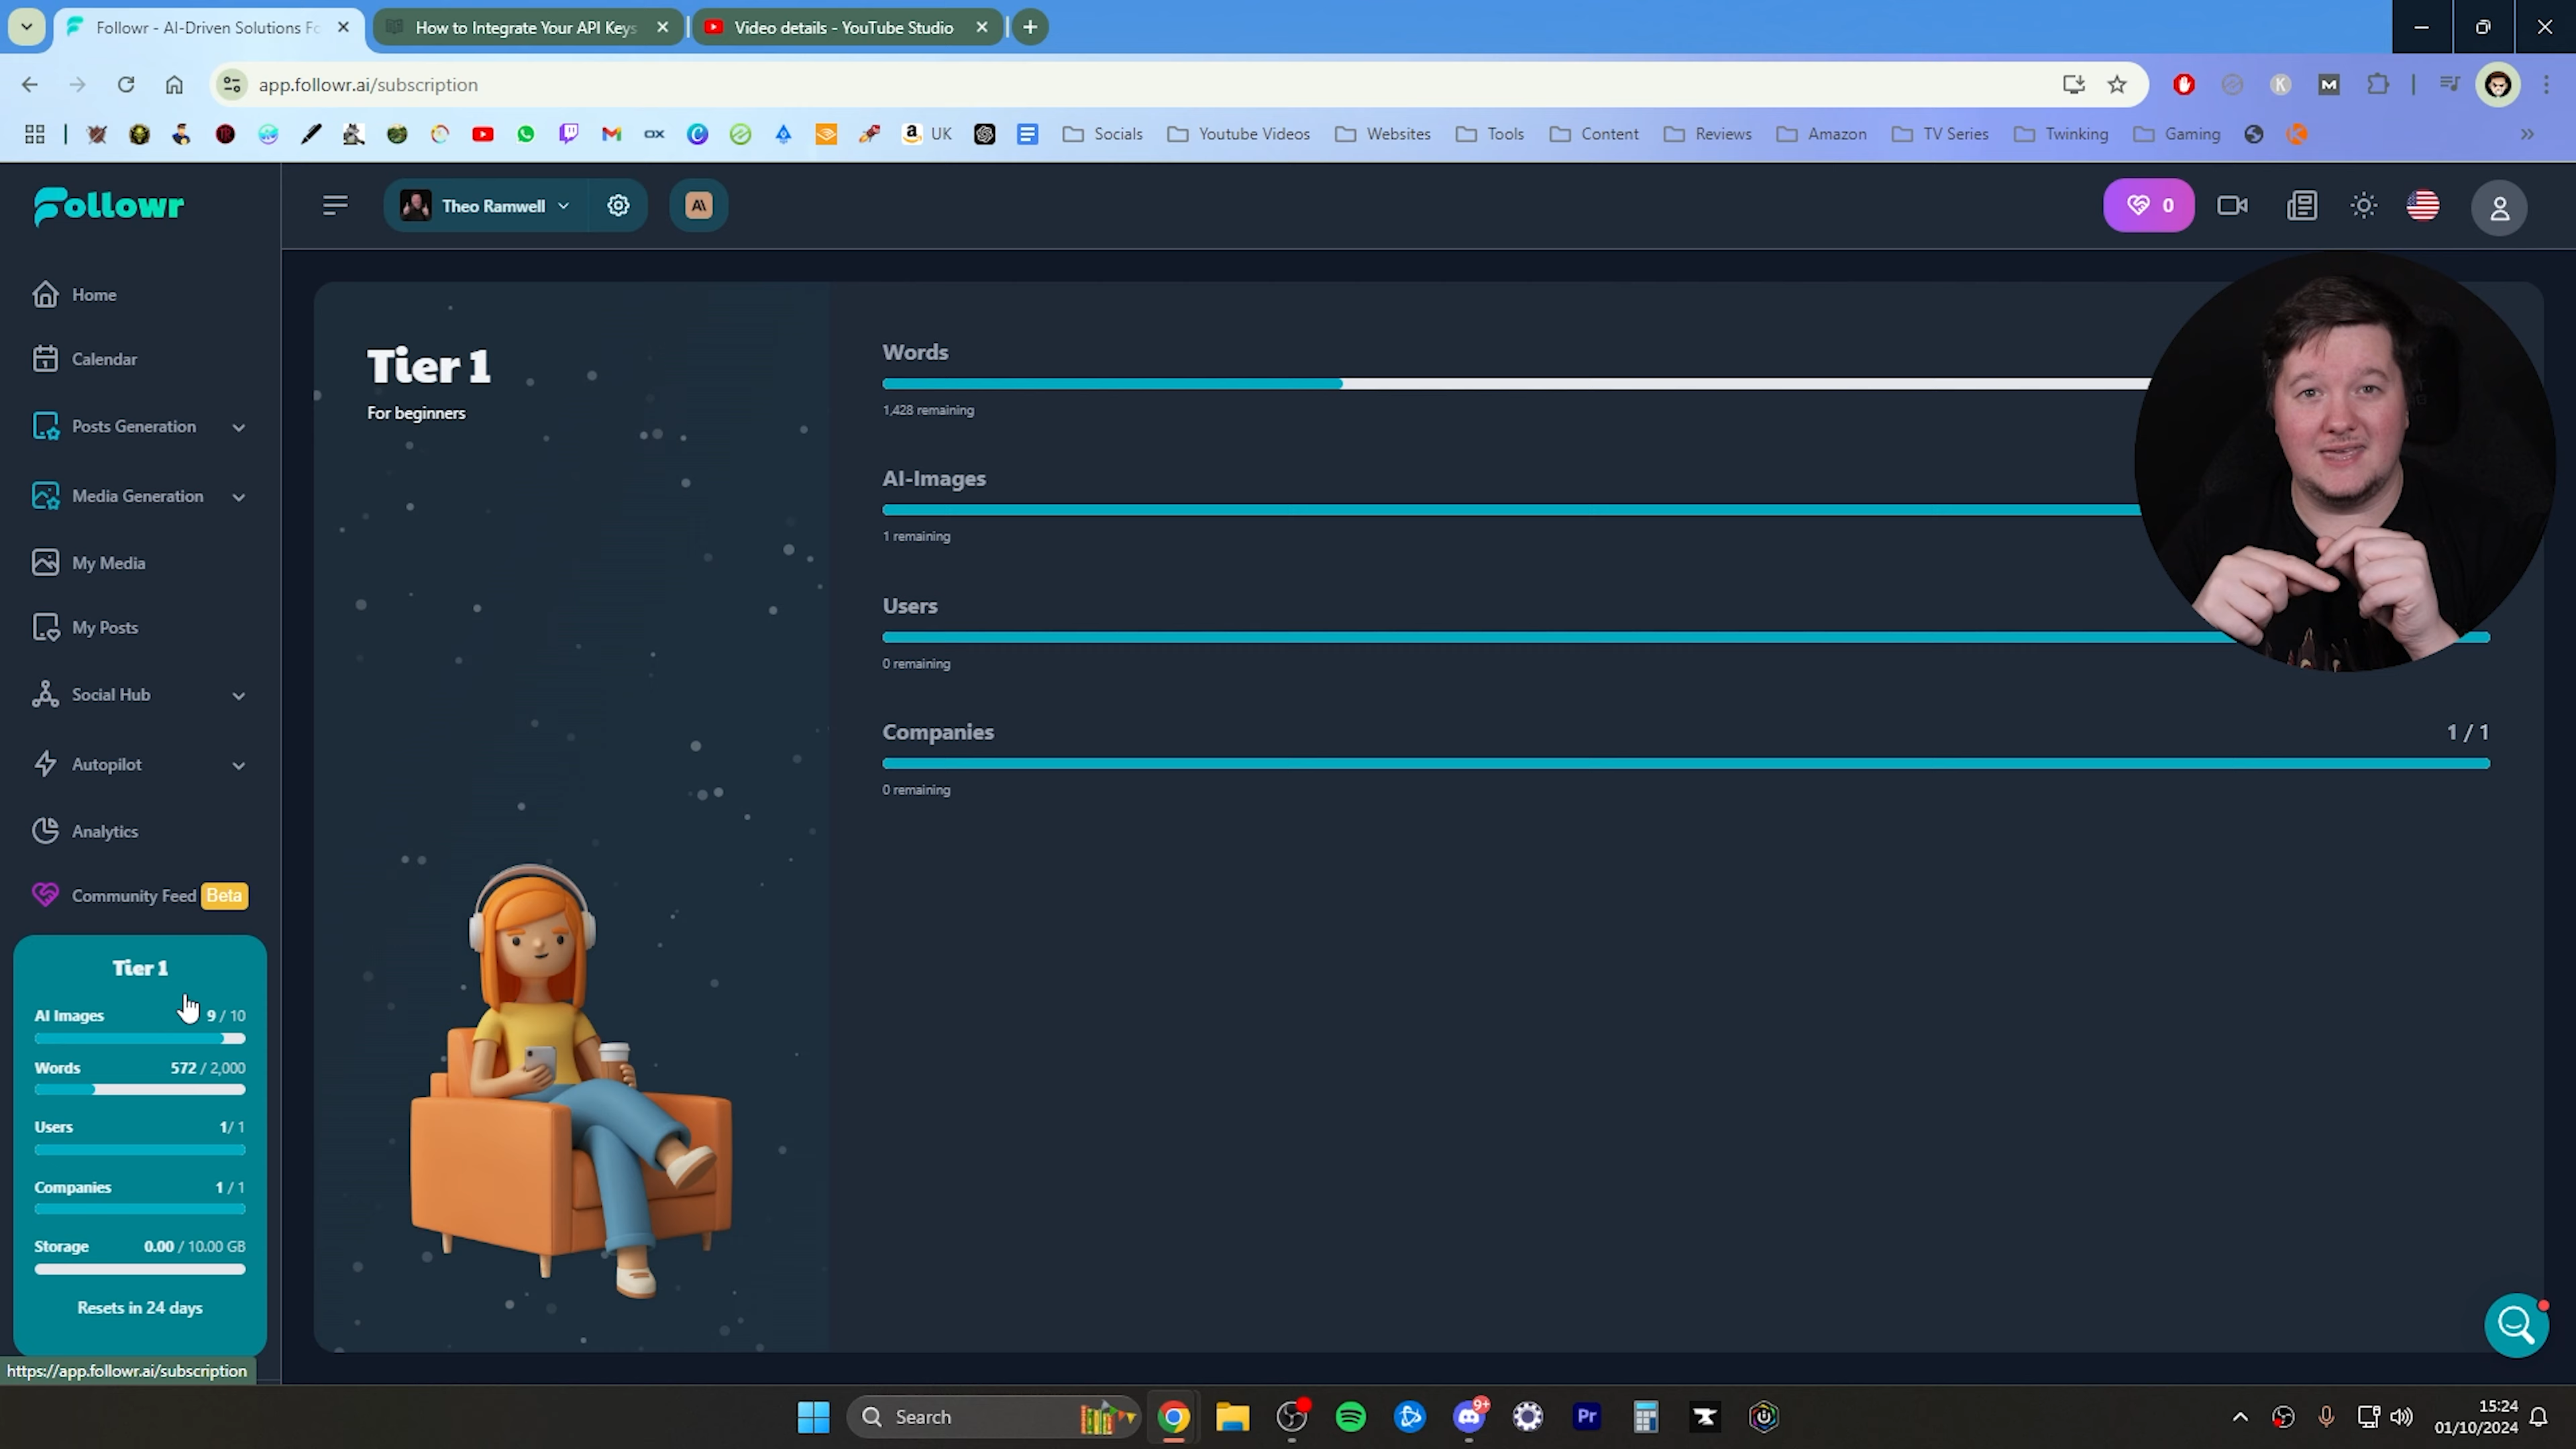 Followr - AI-Driven Solutions Fo
How to Integrate Your API Keys
Video details - YouTube Studio
app.followr.ai/subscription
UK
Socials
Youtube Videos
Websites
Tools
Content
Reviews
Amazon
TV Series
Twinking
Gaming
Followr
Theo Ramwell
0
Home
Calendar
Posts Generation
Media Generation
My Media
My Posts
Social Hub
Autopilot
Analytics
Community Feed Beta
Tier 1
AI Images 9 / 10
Words 572 / 2,000
Users 1 / 1
Companies 1 / 1
Storage 0.00 / 10.00 GB
Resets in 24 days
https://app.followr.ai/subscription
Tier 1
For beginners
Words
1,428 remaining
AI-Images
1 remaining
Users
0 remaining
Companies 1 / 1
0 remaining
Search
9+
Pr
15:24
01/10/2024